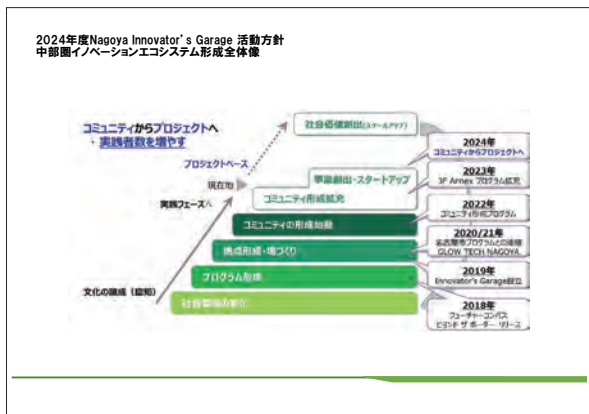 2024年度Nagoya Innovator's Garage 活動方針
中部圏イノベーションエコシステム形成全体像
コミュニティからプロジェクトへ
・実践者数を増やす
社会価値創出(スケールアップ)
プロジェクトベース
現在地
実践フェーズへ
文化の醸成(認知)
事業創出・スタートアップ
コミュニティ形成拡充
コミュニティの形成始動
拠点形成・場づくり
プログラム形成
社会環境の変化
2024年
コミュニティからプロジェクトへ
2023年
3F Annex プログラム拡充
2022年
コミュニティ形成プログラム
2020/21年
名古屋市プログラムとの連携
GLOW TECH NAGOYA
2019年
Innovator's Garage設立
2018年
フューチャーコンパス
ビヨンド ザ ボーダー リリース